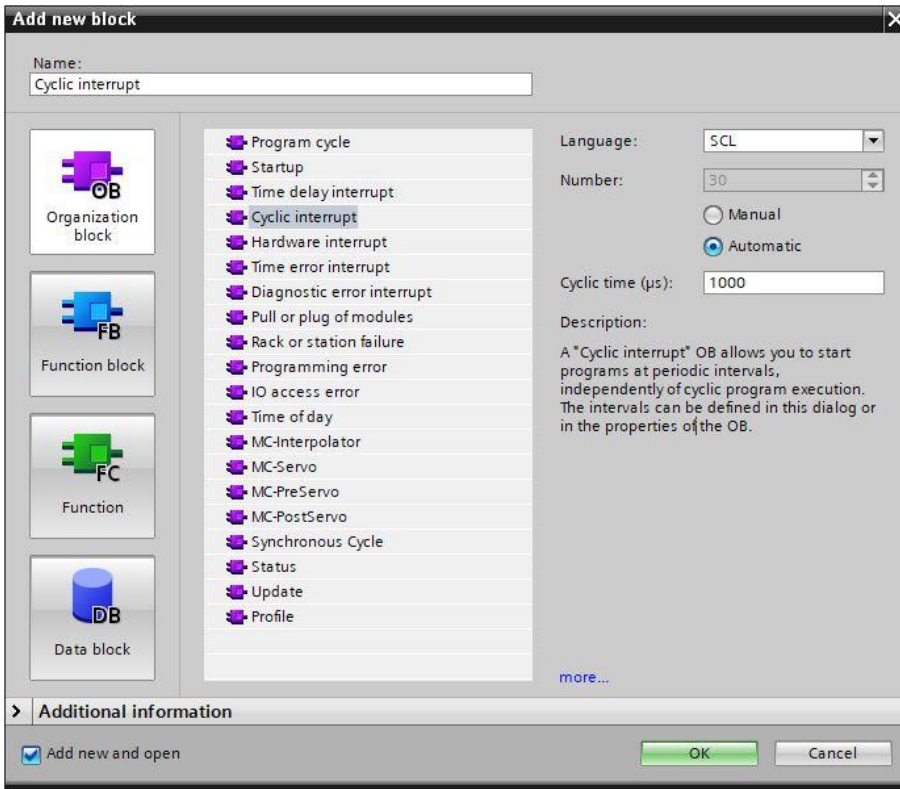 Add new block
Name:
Cyclic interrupt
OB
Organization
block
FB
Function block
FC
Function
DB
Data block
Program cycle
Startup
Time delay interrupt
Cyclic interrupt
Hardware interrupt
Time error interrupt
Diagnostic error interrupt
Pull or plug of modules
Rack or station failure
Programming error
IO access error
Time of day
MC-Interpolator
MC-Servo
MC-PreServo
MC-PostServo
Synchronous Cycle
Status
Update
Profile
Language: SCL
Number: 30
Manual
Automatic
Cyclic time (µs): 1000
Description:
A "Cyclic interrupt" OB allows you to start
programs at periodic intervals,
independently of cyclic program execution.
The intervals can be defined in this dialog or
in the properties of the OB.
more...
> Additional information
Add new and open
OK
Cancel